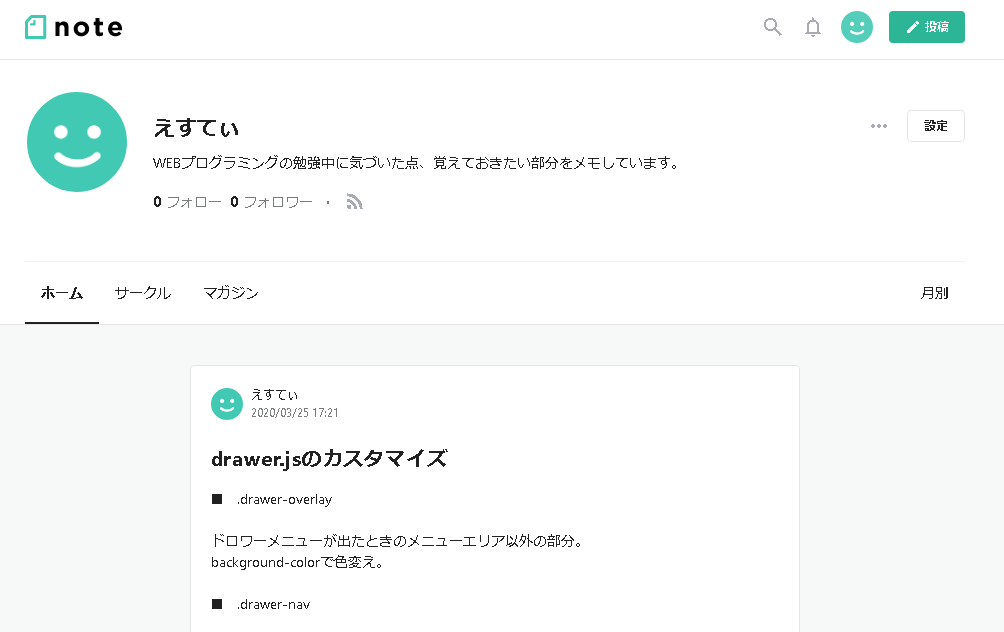 note
投稿
えすてぃ
設定
WEBプログラミングの勉強中に気づいた点、覚えておきたい部分をメモしています。
0 フォロー 0 フォロワー ・
ホーム サークル マガジン 月別
えすてぃ
2020/03/25 17:21
drawer.jsのカスタマイズ
■ .drawer-overlay
ドロワーメニューが出たときのメニューエリア以外の部分。
background-colorで色変え。
■ .drawer-nav